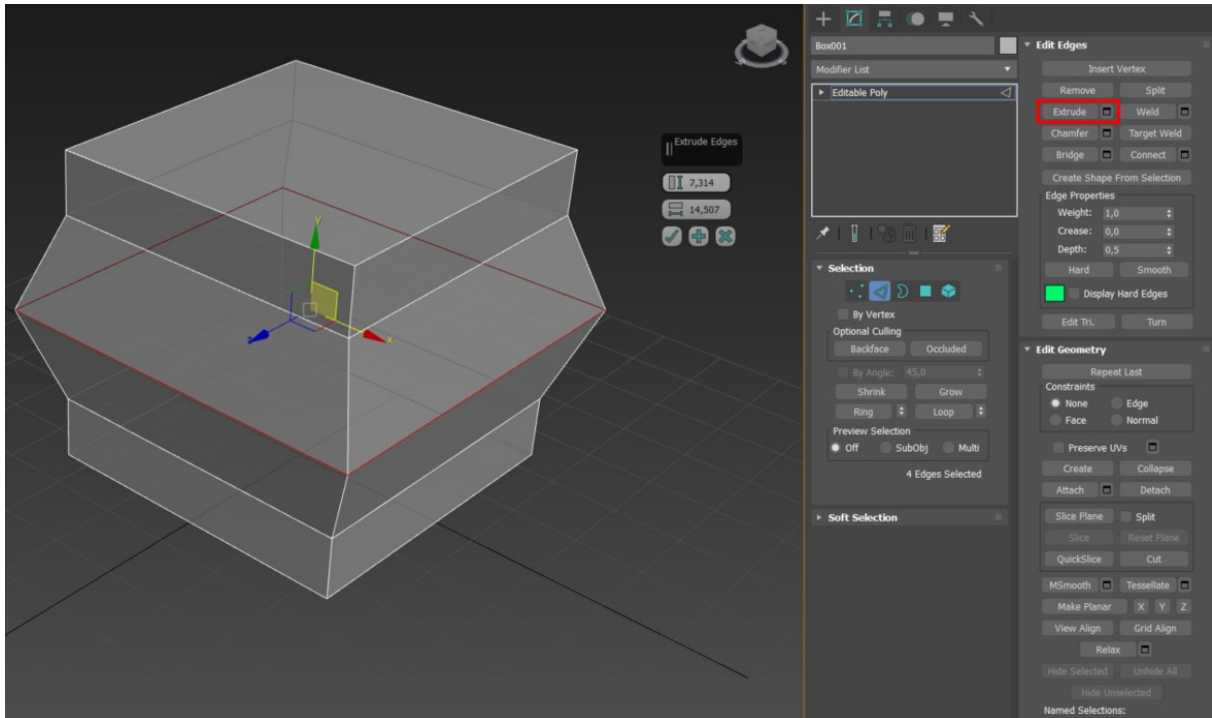 Extrude Edges
7,314
14,507
y
x
z
Box001
Modifier List
Editable Poly
Selection
By Vertex
Optional Culling
Backface Occluded
By Angle: 45,0
Shrink Grow
Ring Loop
Preview Selection
Off SubObj Multi
4 Edges Selected
Soft Selection
Edit Edges
Insert Vertex
Remove Split
Extrude Weld
Chamfer Target Weld
Bridge Connect
Create Shape From Selection
Edge Properties
Weight: 1,0
Crease: 0,0
Depth: 0,5
Hard Smooth
Display Hard Edges
Edit Tri. Turn
Edit Geometry
Repeat Last
Constraints
None Edge
Face Normal
Preserve UVs
Create Collapse
Attach Detach
Slice Plane Split
Slice Reset Plane
QuickSlice Cut
MSmooth Tessellate
Make Planar X Y Z
View Align Grid Align
Relax
Hide Selected Unhide All
Hide Unselected
Named Selections: